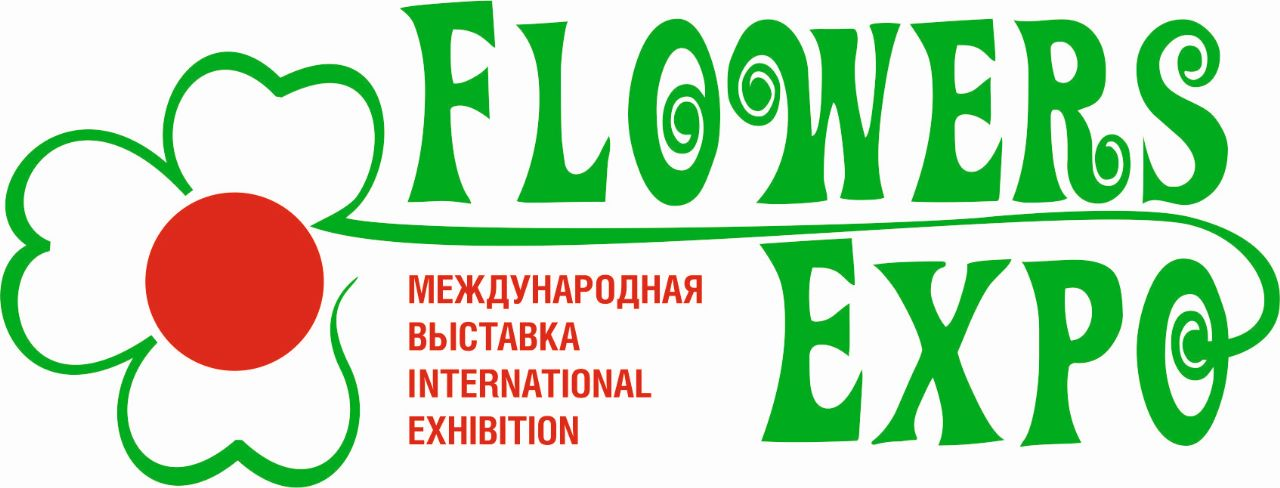 FLOWERS
EXPO
МЕЖДУНАРОДНАЯ
ВЫСТАВКА
INTERNATIONAL
EXHIBITION